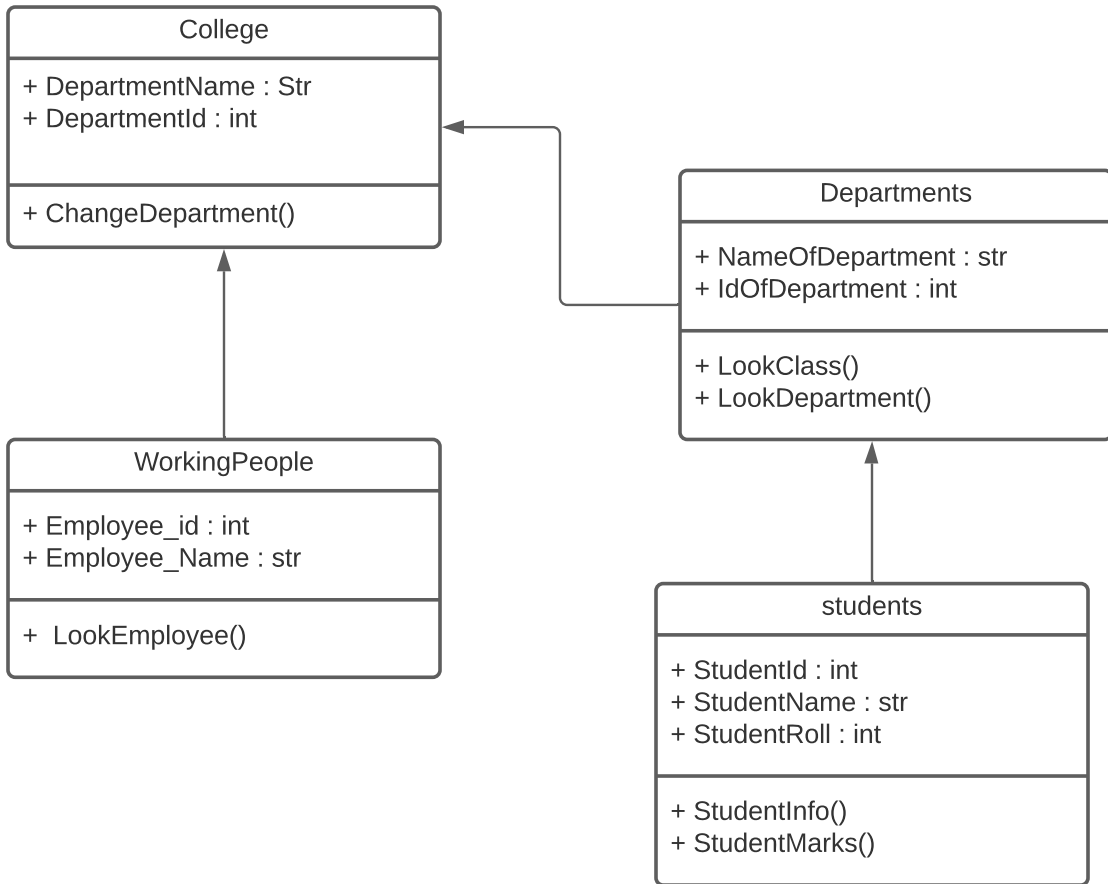 College
+ DepartmentName : Str
+ DepartmentId : int
+ ChangeDepartment()
Departments
+ NameOfDepartment : str
+ IdOfDepartment : int
+ LookClass()
+ LookDepartment()
WorkingPeople
+ Employee_id : int
+ Employee_Name : str
+  LookEmployee()
students
+ StudentId : int
+ StudentName : str
+ StudentRoll : int
+ StudentInfo()
+ StudentMarks()